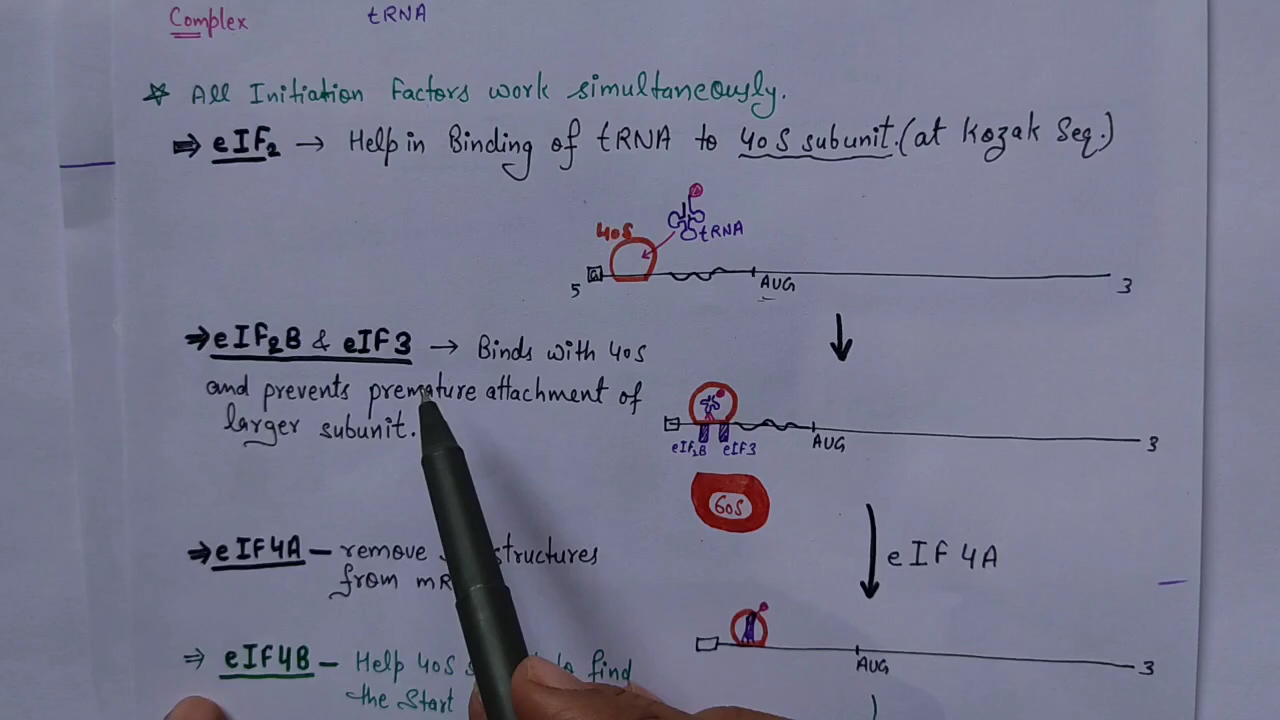 Complex tRNA
☆ All Initiation Factors work simultaneously.
⇒ eIF2 → Help in Binding of tRNA to 40S subunit. (at Kozak Seq.)
40S
tRNA
G
5 AUG 3
⇒ eIF2B & eIF3 → Binds with 40S
and prevents premature attachment of
larger subunit.
AUG 3
eIF2B eIF3
60S
⇒ eIF4A – remove structures
from
eIF4A
AUG 3
⇒ eIF4B – Help 40S find
the Start